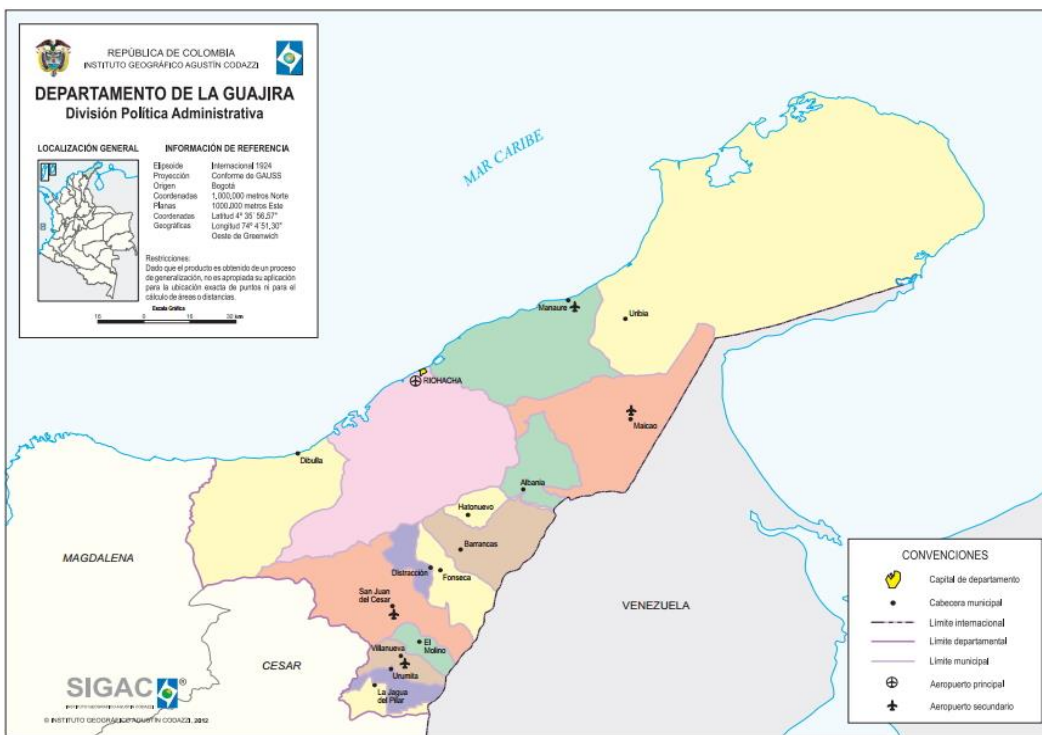 REPÚBLICA DE COLOMBIA
INSTITUTO GEOGRÁFICO AGUSTÍN CODAZZI
DEPARTAMENTO DE LA GUAJIRA
División Política Administrativa
LOCALIZACIÓN GENERAL
INFORMACIÓN DE REFERENCIA
Elipsoide Internacional 1924
Proyección Conforme de GAUSS
Origen Bogotá
Coordenadas 1,000,000 metros Norte
Planas 1000,000 metros Este
Coordenadas Latitud 4° 35´ 56,57"
Geográficas Longitud 74° 4´51,30"
Oeste de Greenwich
Restricciones:
Dado que el producto es obtenido de un proceso
de generalización, no es apropiada su aplicación
para la ubicación exacta de puntos ni para el
cálculo de áreas o distancias.
Escala Gráfica
16 0 16 32 km
MAR CARIBE
Manaure
Uribia
RIOHACHA
Maicao
Dibulla
Albania
Hatonuevo
Barrancas
MAGDALENA
Distracción
Fonseca
San Juan
del Cesar
VENEZUELA
El
Molino
Villanueva
CESAR
Urumita
La Jagua
del Pilar
SIGAC ®
© INSTITUTO GEOGRÁFICO AGUSTÍN CODAZZI, 2012
CONVENCIONES
Capital de departamento
Cabecera municipal
Límite internacional
Límite departamental
Límite municipal
Aeropuerto principal
Aeropuerto secundario